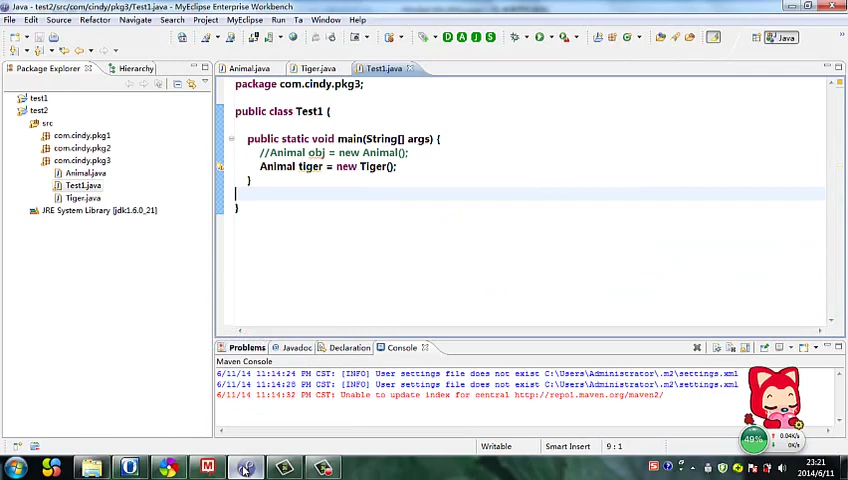 Java - test2/src/com/cindy/pkg3/Test1.java - MyEclipse Enterprise Workbench
File Edit Source Refactor Navigate Search Project MyEclipse Run Tools Window Help
Java
Package Explorer Hierarchy
test1
test2
src
com.cindy.pkg1
com.cindy.pkg2
com.cindy.pkg3
Animal.java
Test1.java
Tiger.java
JRE System Library [jdk1.6.0_21]
Animal.java Tiger.java Test1.java
package com.cindy.pkg3;
public class Test1 {
public static void main(String[] args) {
//Animal obj = new Animal();
Animal tiger = new Tiger();
}
}
Problems Javadoc Declaration Console
Maven Console
6/11/14 11:14:24 PM CST: [INFO] User settings file does not exist C:\Users\Administrator\.m2\settings.xml
6/11/14 11:14:28 PM CST: [INFO] User settings file does not exist C:\Users\Administrator\.m2\settings.xml
6/11/14 11:14:32 PM CST: Unable to update index for central http://repo1.maven.org/maven2/
49%
0.04K/s
0K/s
Writable Smart Insert 9 : 1
23:21
2014/6/11